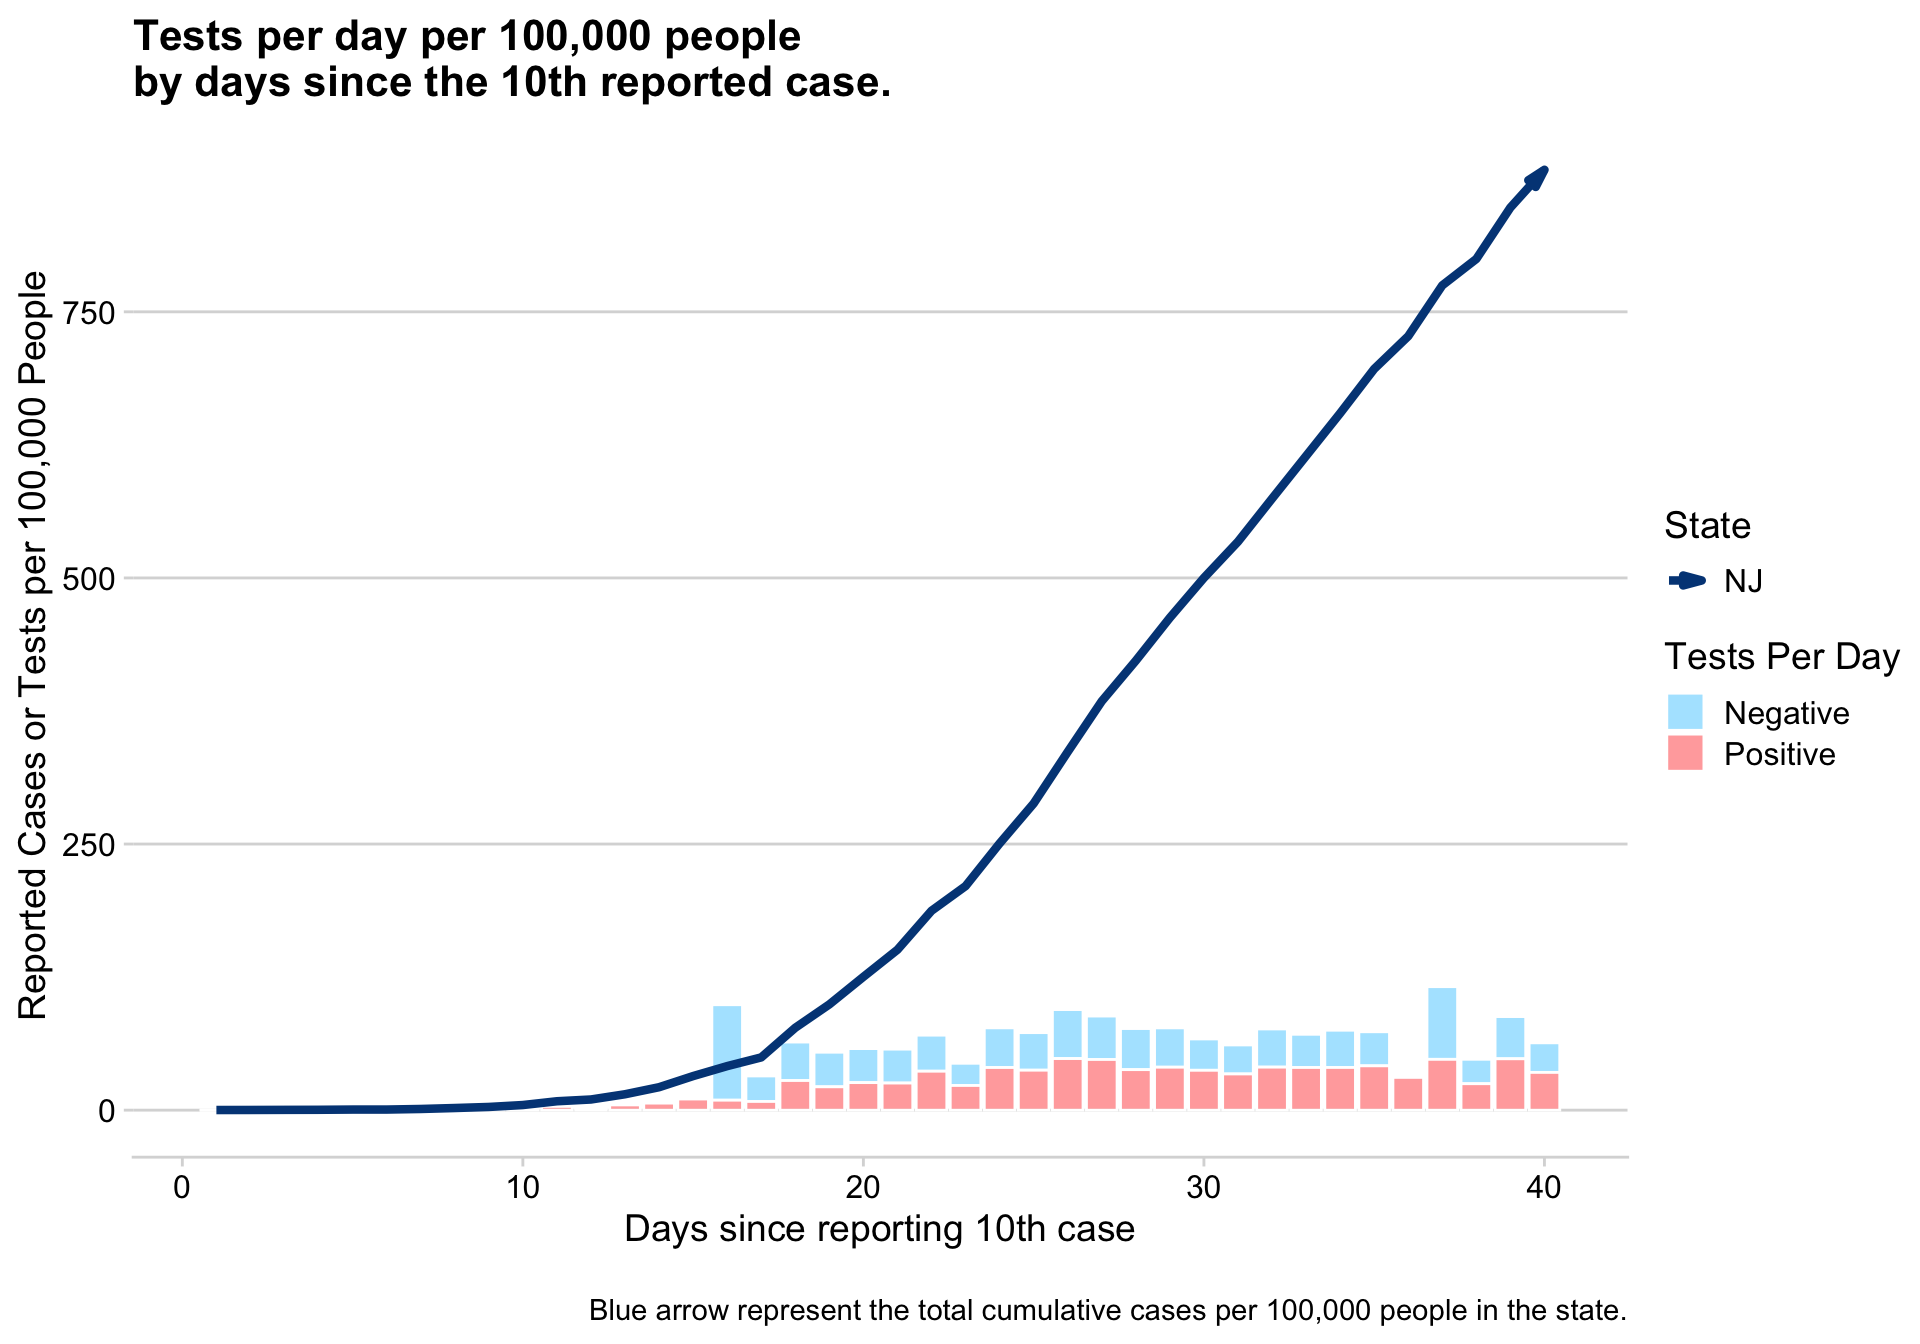 Tests per day per 100,000 people
by days since the 10th reported case.
Reported Cases or Tests per 100,000 People
750
500
250
0
0
10
20
30
40
Days since reporting 10th case
State
NJ
Tests Per Day
Negative
Positive
Blue arrow represent the total cumulative cases per 100,000 people in the state.